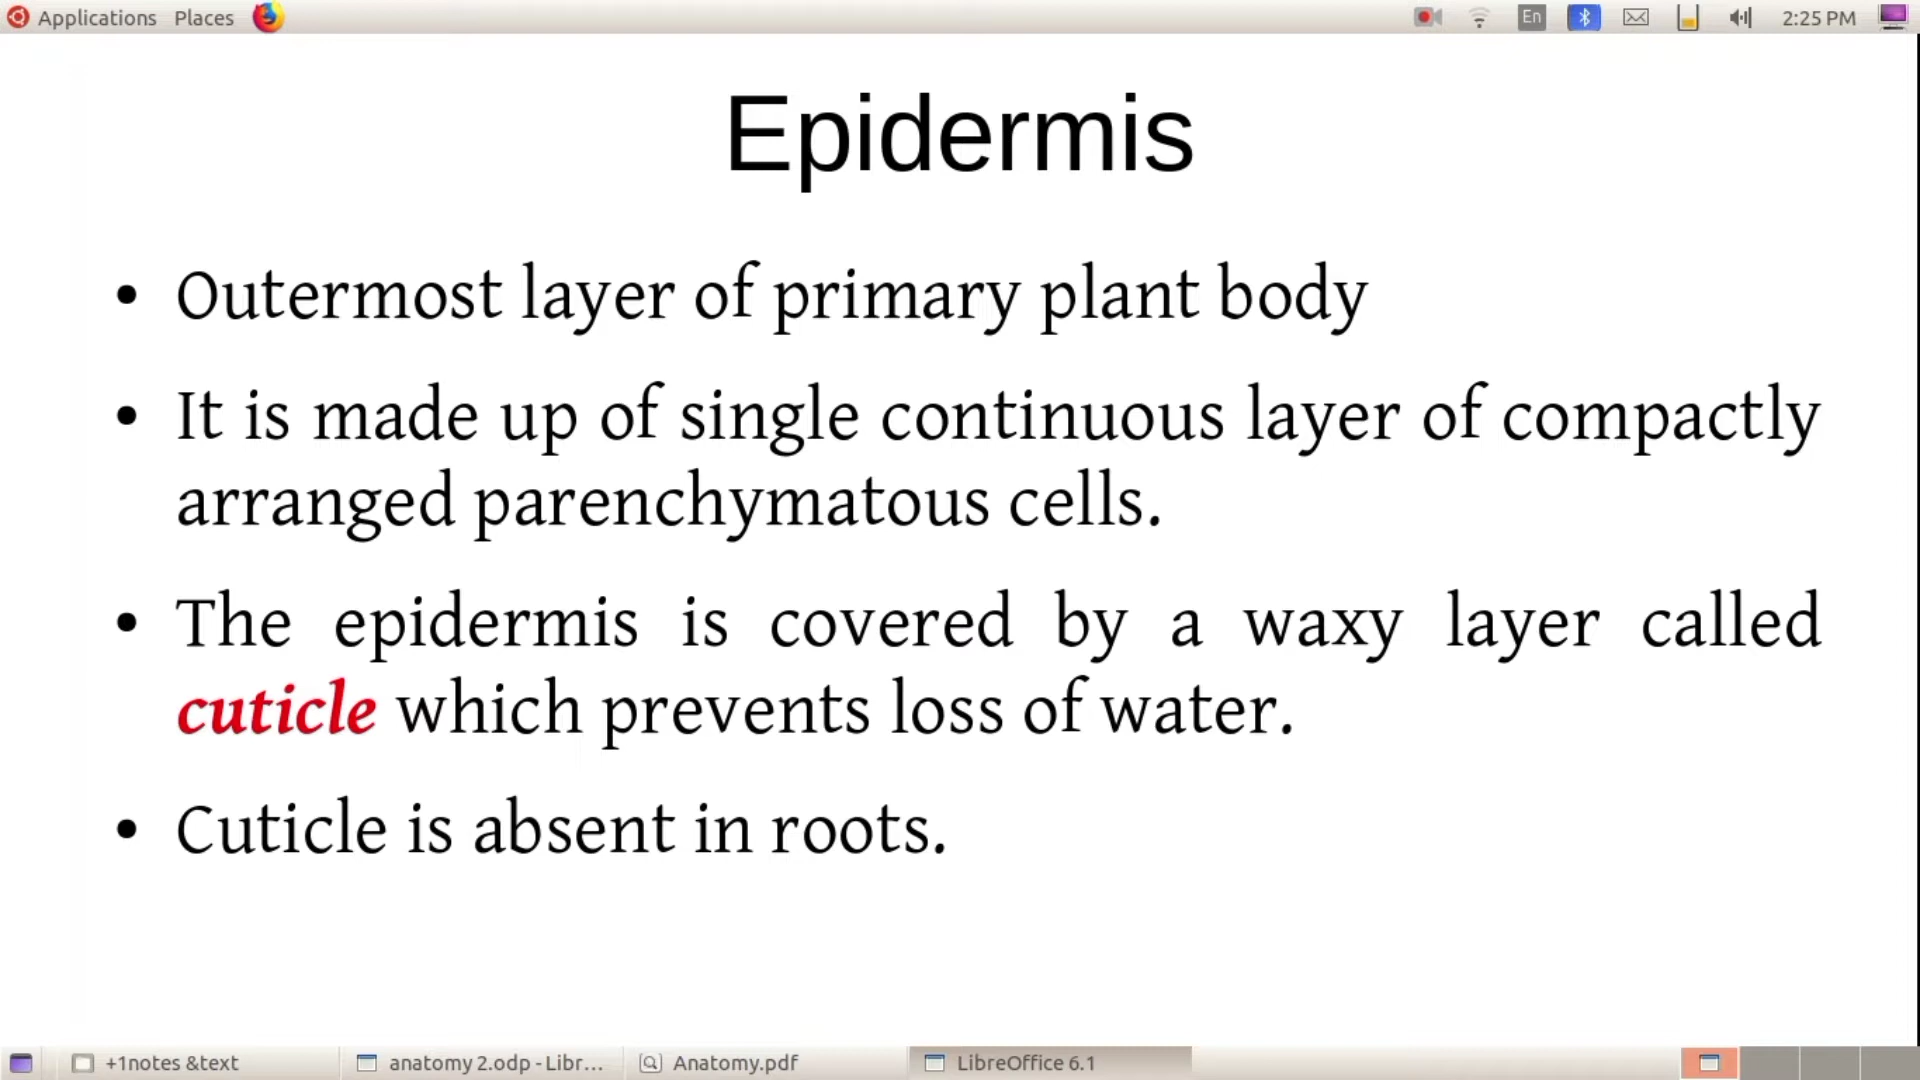 Applications Places En 2:25 PM
Epidermis
• Outermost layer of primary plant body
• It is made up of single continuous layer of compactly
arranged parenchymatous cells.
• The epidermis is covered by a waxy layer called
cuticle which prevents loss of water.
• Cuticle is absent in roots.
+1notes &text anatomy 2.odp - Libr... Anatomy.pdf LibreOffice 6.1